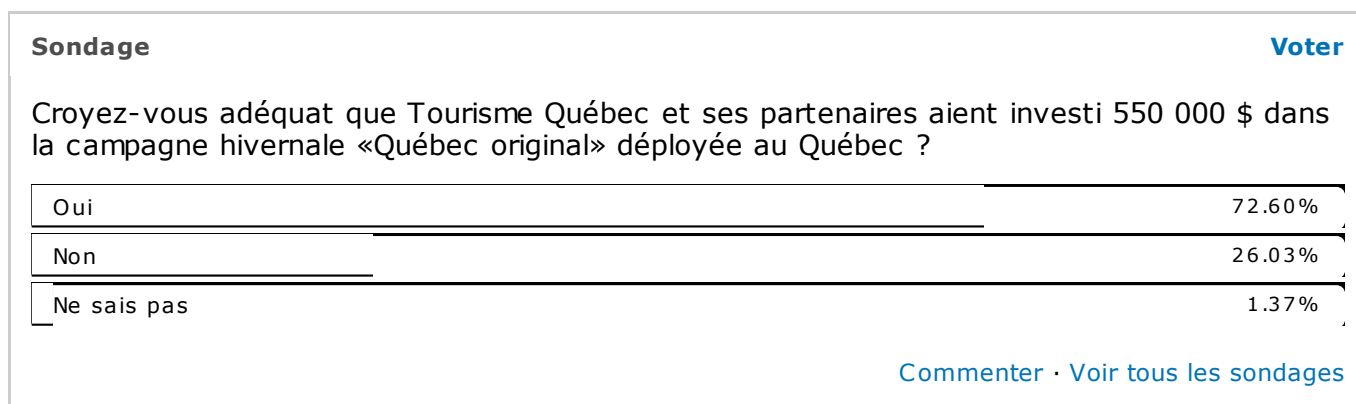 Sondage Voter
Croyez-vous adéquat que Tourisme Québec et ses partenaires aient investi 550 000 $ dans
la campagne hivernale «Québec original» déployée au Québec ?
Oui 72.60%
Non 26.03%
Ne sais pas 1.37%
Commenter · Voir tous les sondages